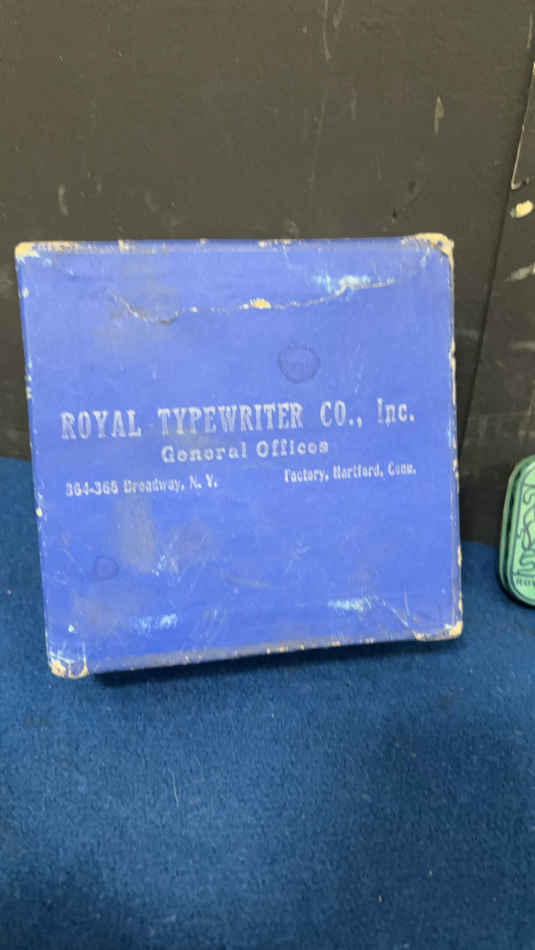 ROYAL TYPEWRITER CO., Inc.
General Offices
364-366 Broadway, N. Y. Factory, Hartford, Conn.